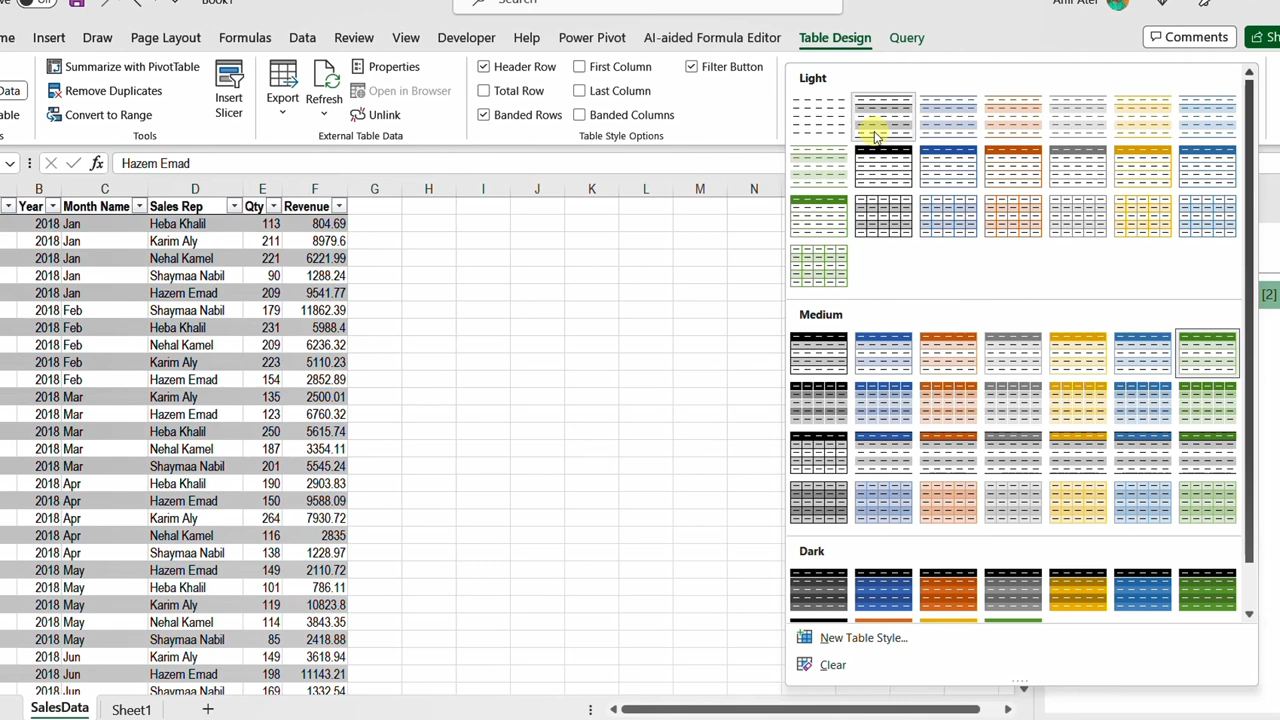 Off
Book1
Search
Insert Draw Page Layout Formulas Data Review View Developer Help Power Pivot AI-aided Formula Editor Table Design Query
Comments
Summarize with PivotTable
Remove Duplicates
Convert to Range
Tools
Insert
Slicer
Export
Refresh
Properties
Open in Browser
Unlink
External Table Data
Header Row First Column Filter Button
Total Row Last Column
Banded Rows Banded Columns
Table Style Options
fx Hazem Emad
B C D E F G H I J K L M N
Year Month Name Sales Rep Qty Revenue
2018 Jan Heba Khalil 113 804.69
2018 Jan Karim Aly 211 8979.6
2018 Jan Nehal Kamel 221 6221.99
2018 Jan Shaymaa Nabil 90 1288.24
2018 Jan Hazem Emad 209 9541.77
2018 Feb Shaymaa Nabil 179 11862.39
2018 Feb Heba Khalil 231 5988.4
2018 Feb Nehal Kamel 229 6236.32
2018 Feb Karim Aly 223 5110.23
2018 Feb Hazem Emad 154 2852.89
2018 Mar Karim Aly 135 2500.01
2018 Mar Hazem Emad 123 6760.32
2018 Mar Heba Khalil 250 5615.74
2018 Mar Nehal Kamel 187 3354.11
2018 Mar Shaymaa Nabil 201 5545.24
2018 Apr Heba Khalil 190 2903.83
2018 Apr Hazem Emad 150 9588.09
2018 Apr Karim Aly 264 7930.72
2018 Apr Nehal Kamel 116 2835
2018 Apr Shaymaa Nabil 138 1228.97
2018 May Hazem Emad 149 2110.72
2018 May Heba Khalil 101 786.11
2018 May Karim Aly 119 10823.8
2018 May Nehal Kamel 114 3843.35
2018 May Shaymaa Nabil 85 2418.88
2018 Jun Karim Aly 149 3618.94
2018 Jun Hazem Emad 198 11143.21
2018 Jun Shaymaa Nabil 169 1332.54
Light
Medium
Dark
New Table Style...
Clear
[2]
SalesData Sheet1